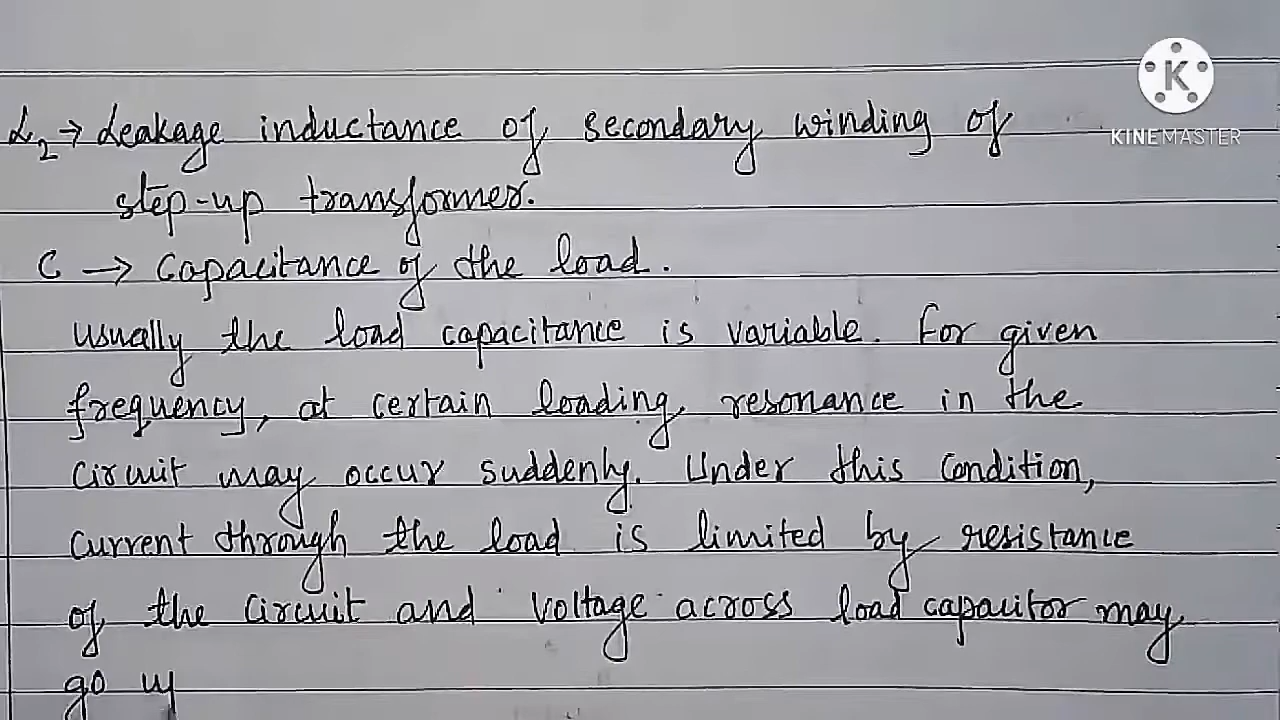 L₂ → Leakage inductance of secondary winding of
step-up transformer.
C → Capacitance of the load.
usually the load capacitance is variable. For given
frequency, at certain loading resonance in the
circuit may occur suddenly. Under this condition,
current through the load is limited by resistance
of the circuit and voltage across load capacitor may
go up
K
KINEMASTER